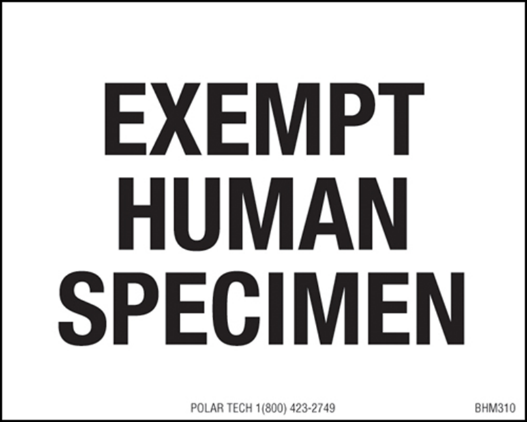 EXEMPT
HUMAN
SPECIMEN
POLAR TECH 1(800) 423-2749 BHM310